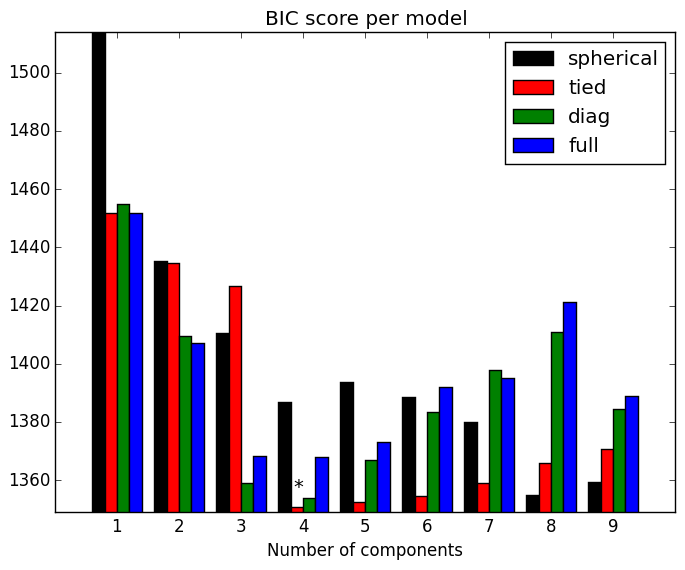 BIC score per model
spherical
tied
diag
full
1500
1480
1460
1440
1420
1400
1380
1360
*
1 2 3 4 5 6 7 8 9
Number of components